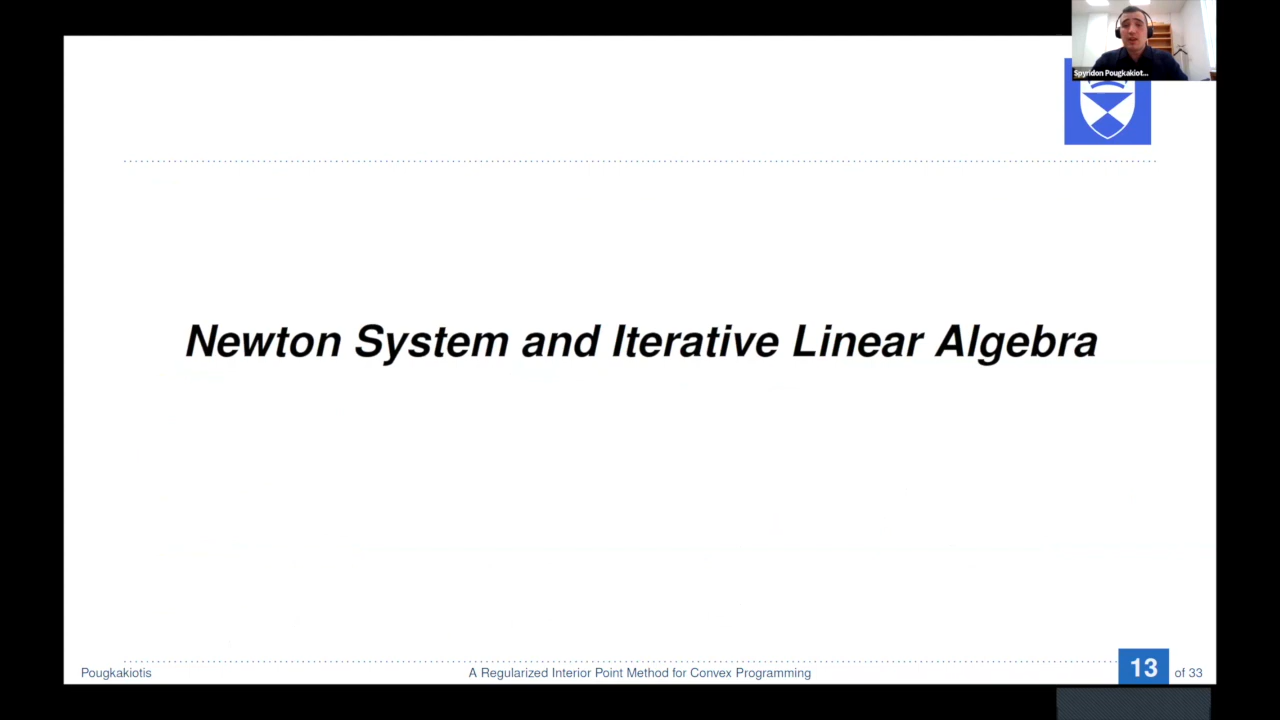 Spyridon Pougkakiot...
Newton System and Iterative Linear Algebra
Pougkakiotis
A Regularized Interior Point Method for Convex Programming
13 of 33